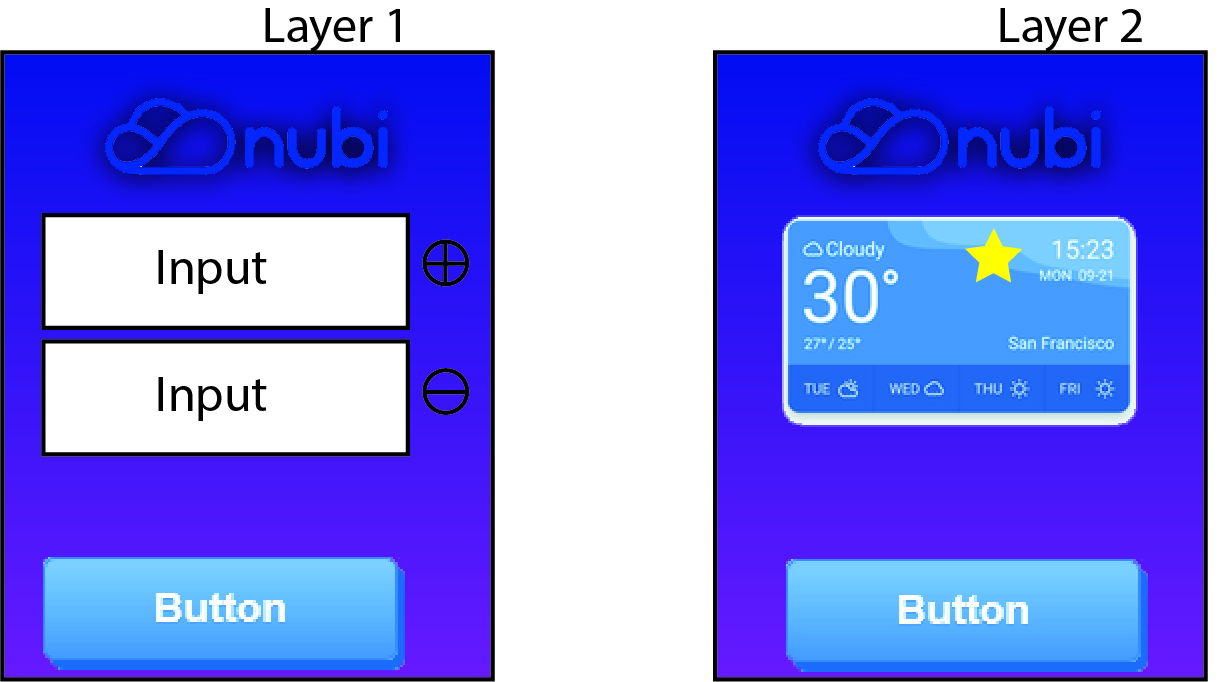 Layer 1
nubi
Input
Input
Button
Layer 2
nubi
Cloudy
15:23
MON 09-21
30°
27°/ 25°
San Francisco
TUE WED THU FRI
Button